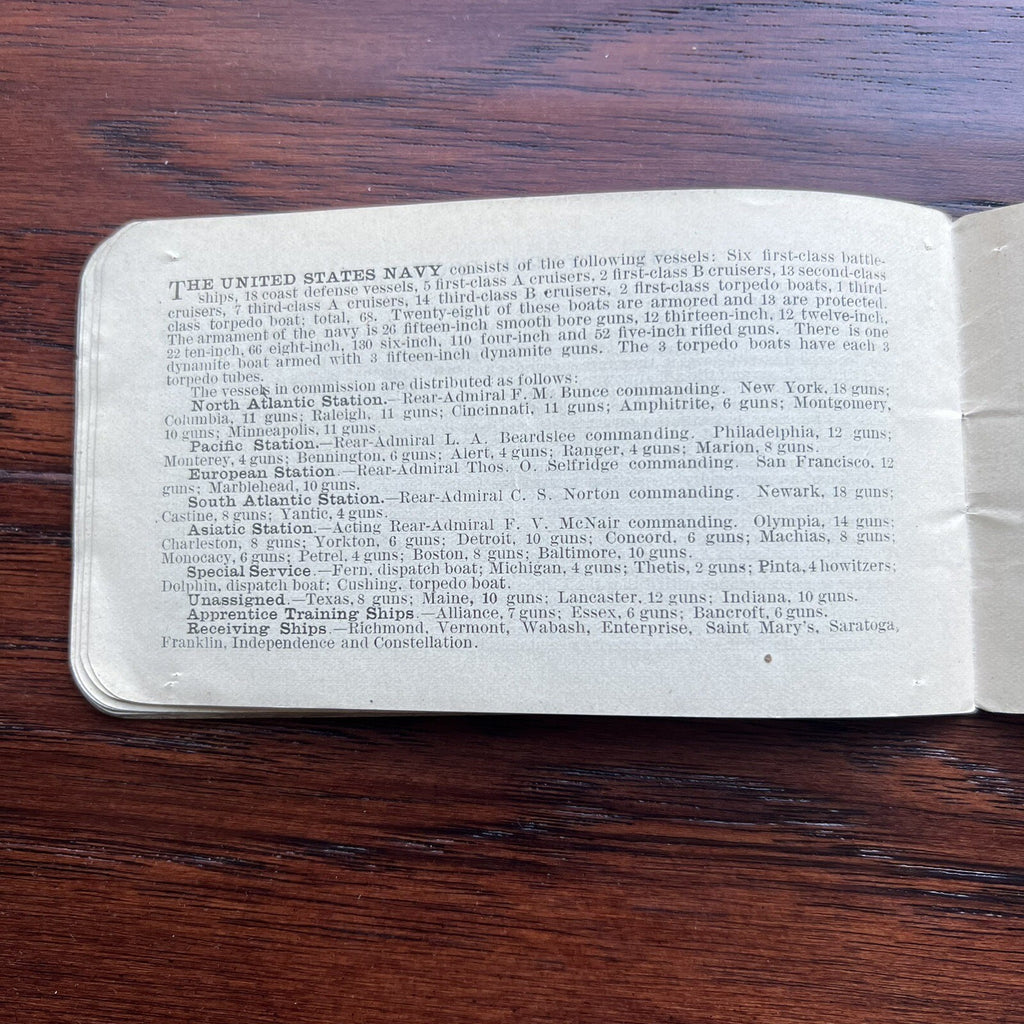 THE UNITED STATES NAVY consists of the following vessels: Six first-class battle-
ships, 18 coast defense vessels, 5 first-class A cruisers, 2 first-class B cruisers, 13 second-class
cruisers, 7 third-class A cruisers, 14 third-class B cruisers, 2 first-class torpedo boats, 1 third-
class torpedo boat; total, 68. Twenty-eight of these boats are armored and 13 are protected.
The armament of the navy is 26 fifteen-inch smooth bore guns, 12 thirteen-inch, 12 twelve-inch,
22 ten-inch, 66 eight-inch, 130 six-inch, 110 four-inch and 52 five-inch rifled guns. There is one
dynamite boat armed with 3 fifteen-inch dynamite guns. The 3 torpedo boats have each 3
torpedo tubes.
The vessels in commission are distributed as follows:
North Atlantic Station.—Rear-Admiral F. M. Bunce commanding. New York, 18 guns;
Columbia, 11 guns; Raleigh, 11 guns; Cincinnati, 11 guns; Amphitrite, 6 guns; Montgomery,
10 guns; Minneapolis, 11 guns.
Pacific Station.—Rear-Admiral L. A. Beardslee commanding. Philadelphia, 12 guns;
Monterey, 4 guns; Bennington, 6 guns; Alert, 4 guns; Ranger, 4 guns; Marion, 8 guns.
European Station.—Rear-Admiral Thos. O. Selfridge commanding. San Francisco, 12
guns; Marblehead, 10 guns.
South Atlantic Station.—Rear-Admiral C. S. Norton commanding. Newark, 18 guns;
Castine, 8 guns; Yantic, 4 guns.
Asiatic Station.—Acting Rear-Admiral F. V. McNair commanding. Olympia, 14 guns;
Charleston, 8 guns; Yorkton, 6 guns; Detroit, 10 guns; Concord, 6 guns; Machias, 8 guns;
Monocacy, 6 guns; Petrel, 4 guns; Boston, 8 guns; Baltimore, 10 guns.
Special Service.—Fern, dispatch boat; Michigan, 4 guns; Thetis, 2 guns; Pinta, 4 howitzers;
Dolphin, dispatch boat; Cushing, torpedo boat.
Unassigned.—Texas, 8 guns; Maine, 10 guns; Lancaster, 12 guns; Indiana, 10 guns.
Apprentice Training Ships.—Alliance, 7 guns; Essex, 6 guns; Bancroft, 6 guns.
Receiving Ships.—Richmond, Vermont, Wabash, Enterprise, Saint Mary's, Saratoga,
Franklin, Independence and Constellation.